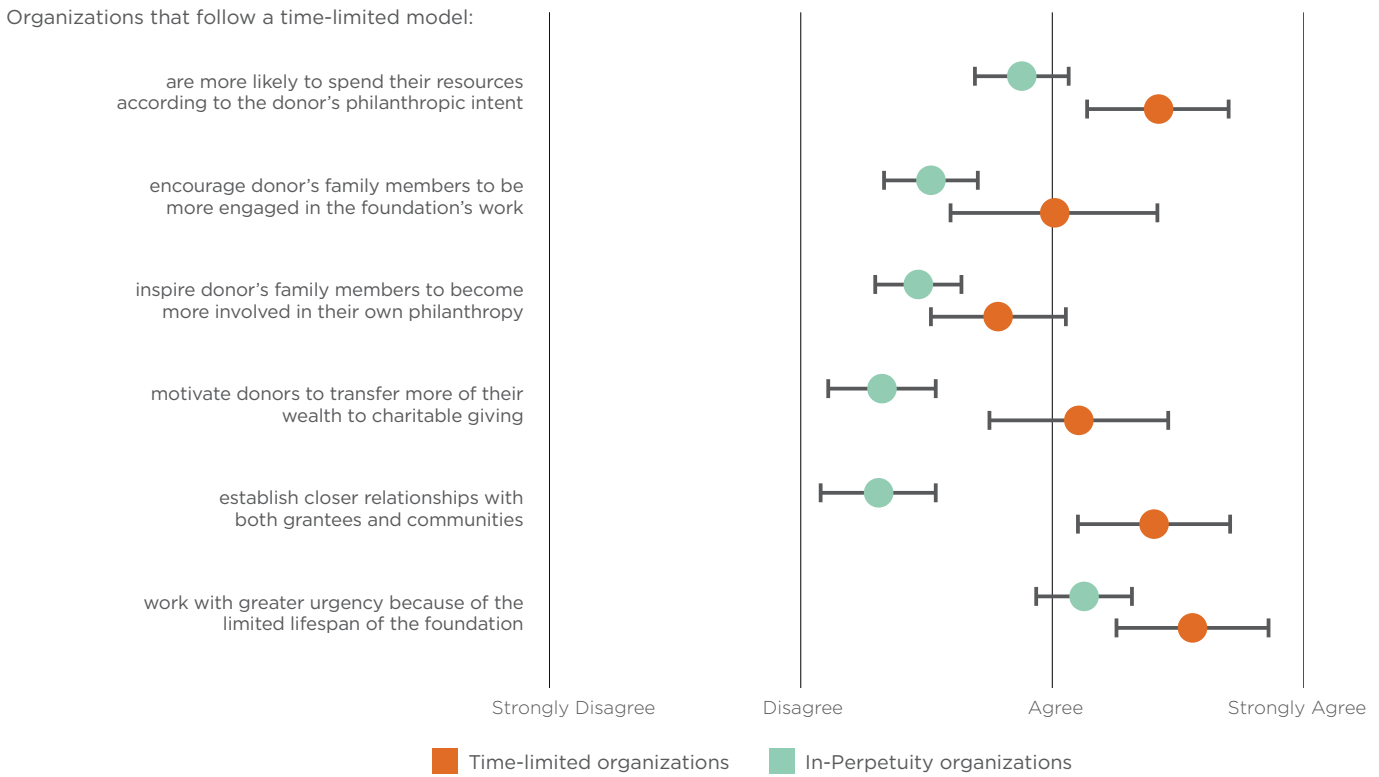 Organizations that follow a time-limited model:
are more likely to spend their resources
according to the donor’s philanthropic intent
encourage donor’s family members to be
more engaged in the foundation’s work
inspire donor’s family members to become
more involved in their own philanthropy
motivate donors to transfer more of their
wealth to charitable giving
establish closer relationships with
both grantees and communities
work with greater urgency because of the
limited lifespan of the foundation
Strongly Disagree
Disagree
Agree
Strongly Agree
Time-limited organizations
In-Perpetuity organizations